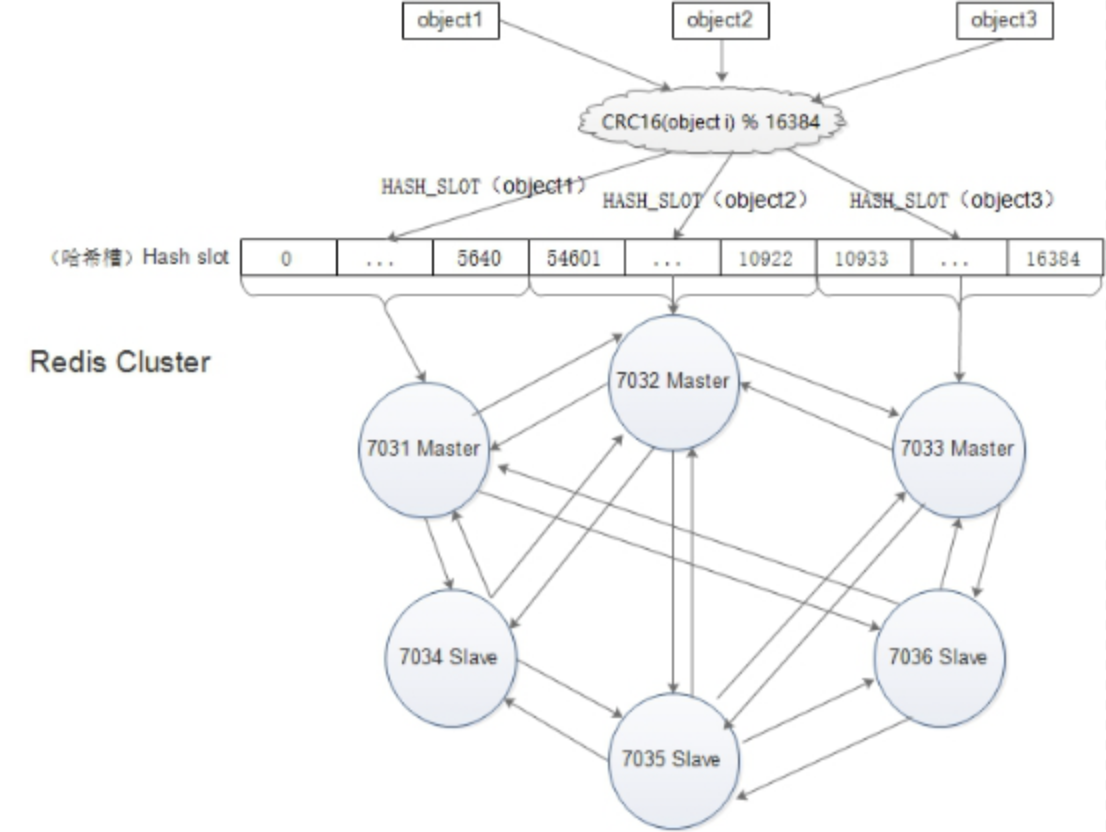 object1 object2 object3
CRC16(object i) % 16384
HASH_SLOT（object1）
HASH_SLOT（object2） HASH_SLOT（object3）
（哈希槽）Hash slot 0 ... 5640 54601 ... 10922 10933 ... 16384
Redis Cluster
7032 Master
7031 Master 7033 Master
7034 Slave 7036 Slave
7035 Slave